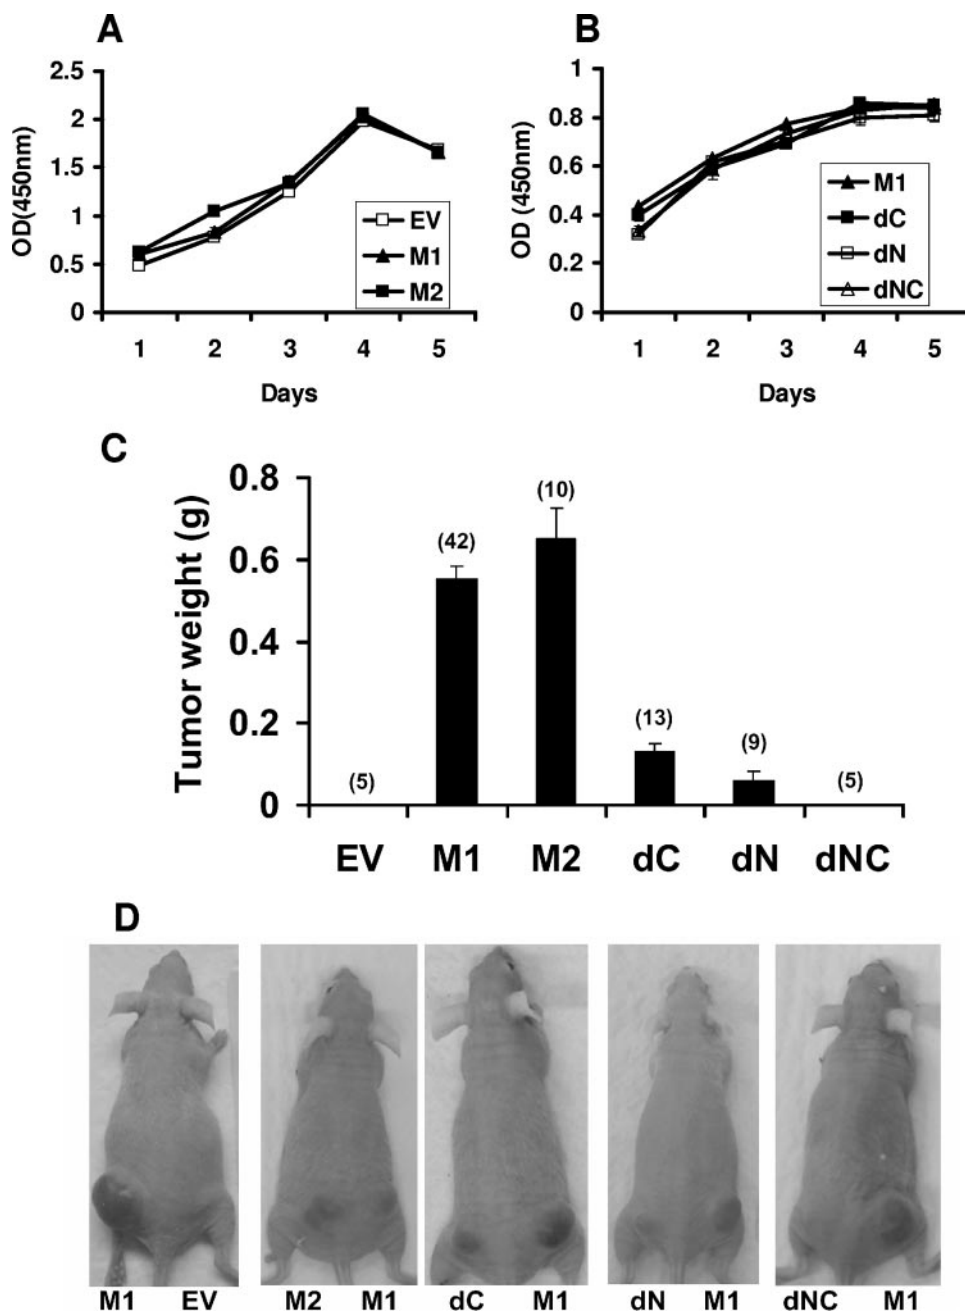 A
OD(450nm)
2.5
2
1.5
1
0.5
0
EV
M1
M2
1 2 3 4 5
Days
B
OD (450nm)
1
0.8
0.6
0.4
0.2
0
M1
dC
dN
dNC
1 2 3 4 5
Days
C
Tumor weight (g)
0.8
0.6
0.4
0.2
0
(5) (42) (10) (13) (9) (5)
EV M1 M2 dC dN dNC
D
M1 EV M2 M1 dC M1 dN M1 dNC M1